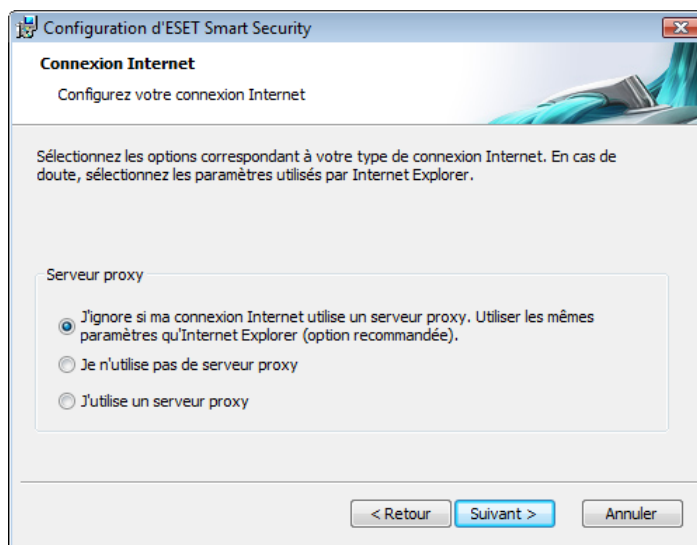 Configuration d'ESET Smart Security
Connexion Internet
Configurez votre connexion Internet
Sélectionnez les options correspondant à votre type de connexion Internet. En cas de
doute, sélectionnez les paramètres utilisés par Internet Explorer.
Serveur proxy
J'ignore si ma connexion Internet utilise un serveur proxy. Utiliser les mêmes
paramètres qu'Internet Explorer (option recommandée).
Je n'utilise pas de serveur proxy
J'utilise un serveur proxy
< Retour
Suivant >
Annuler